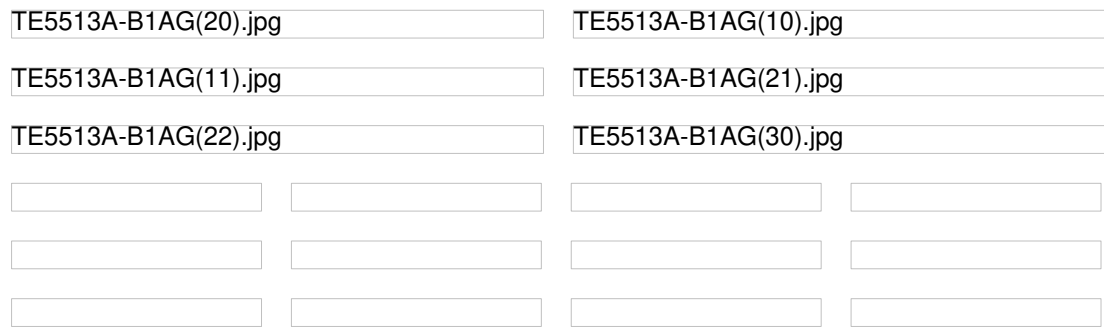 TE5513A-B1AG(20).jpg
TE5513A-B1AG(10).jpg
TE5513A-B1AG(11).jpg
TE5513A-B1AG(21).jpg
TE5513A-B1AG(22).jpg
TE5513A-B1AG(30).jpg